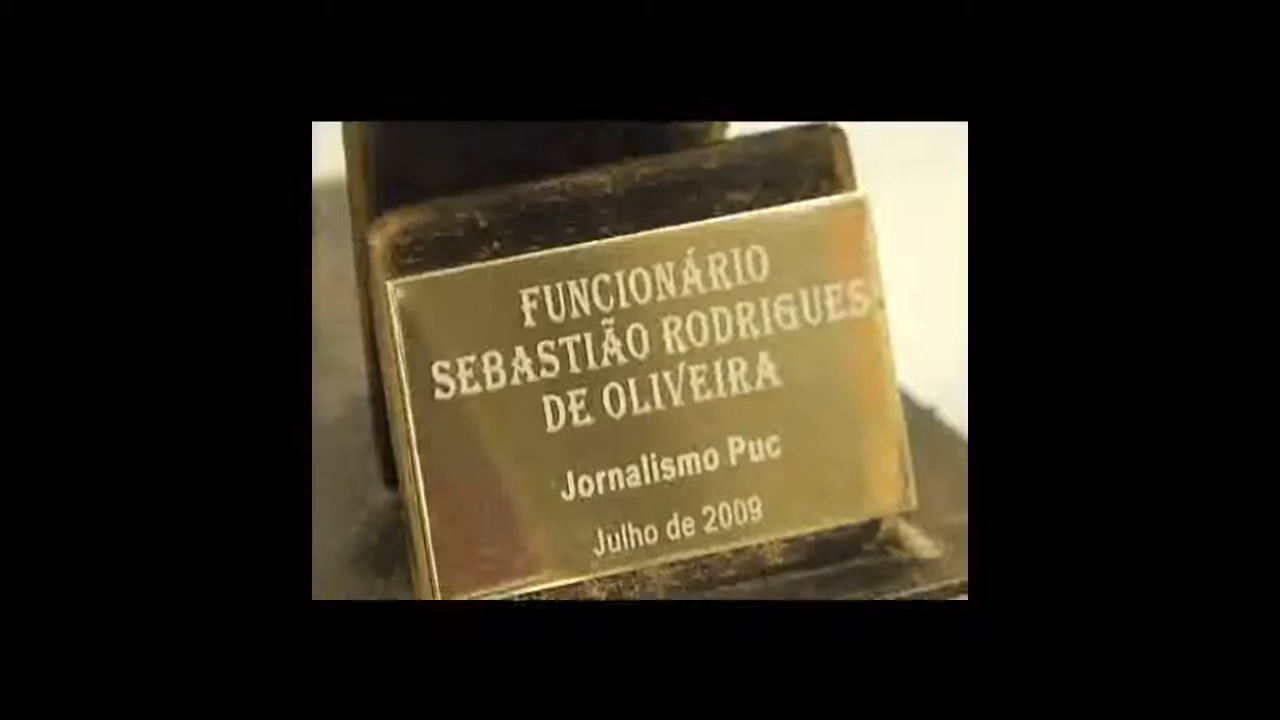 FUNCIONÁRIO
SEBASTIÃO RODRIGUES
DE OLIVEIRA
Jornalismo Puc
Julho de 2009